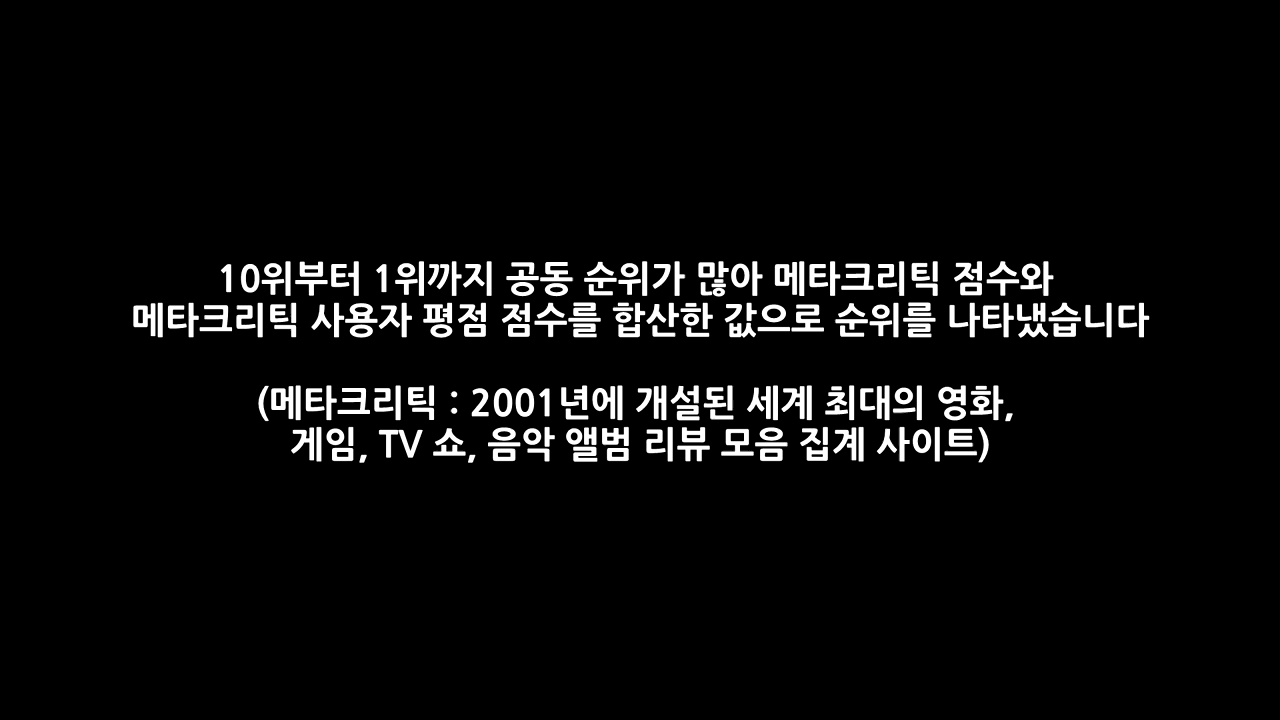 10위부터 1위까지 공동 순위가 많아 메타크리틱 점수와
메타크리틱 사용자 평점 점수를 합산한 값으로 순위를 나타냈습니다
(메타크리틱 : 2001년에 개설된 세계 최대의 영화,
게임, TV 쇼, 음악 앨범 리뷰 모음 집계 사이트)